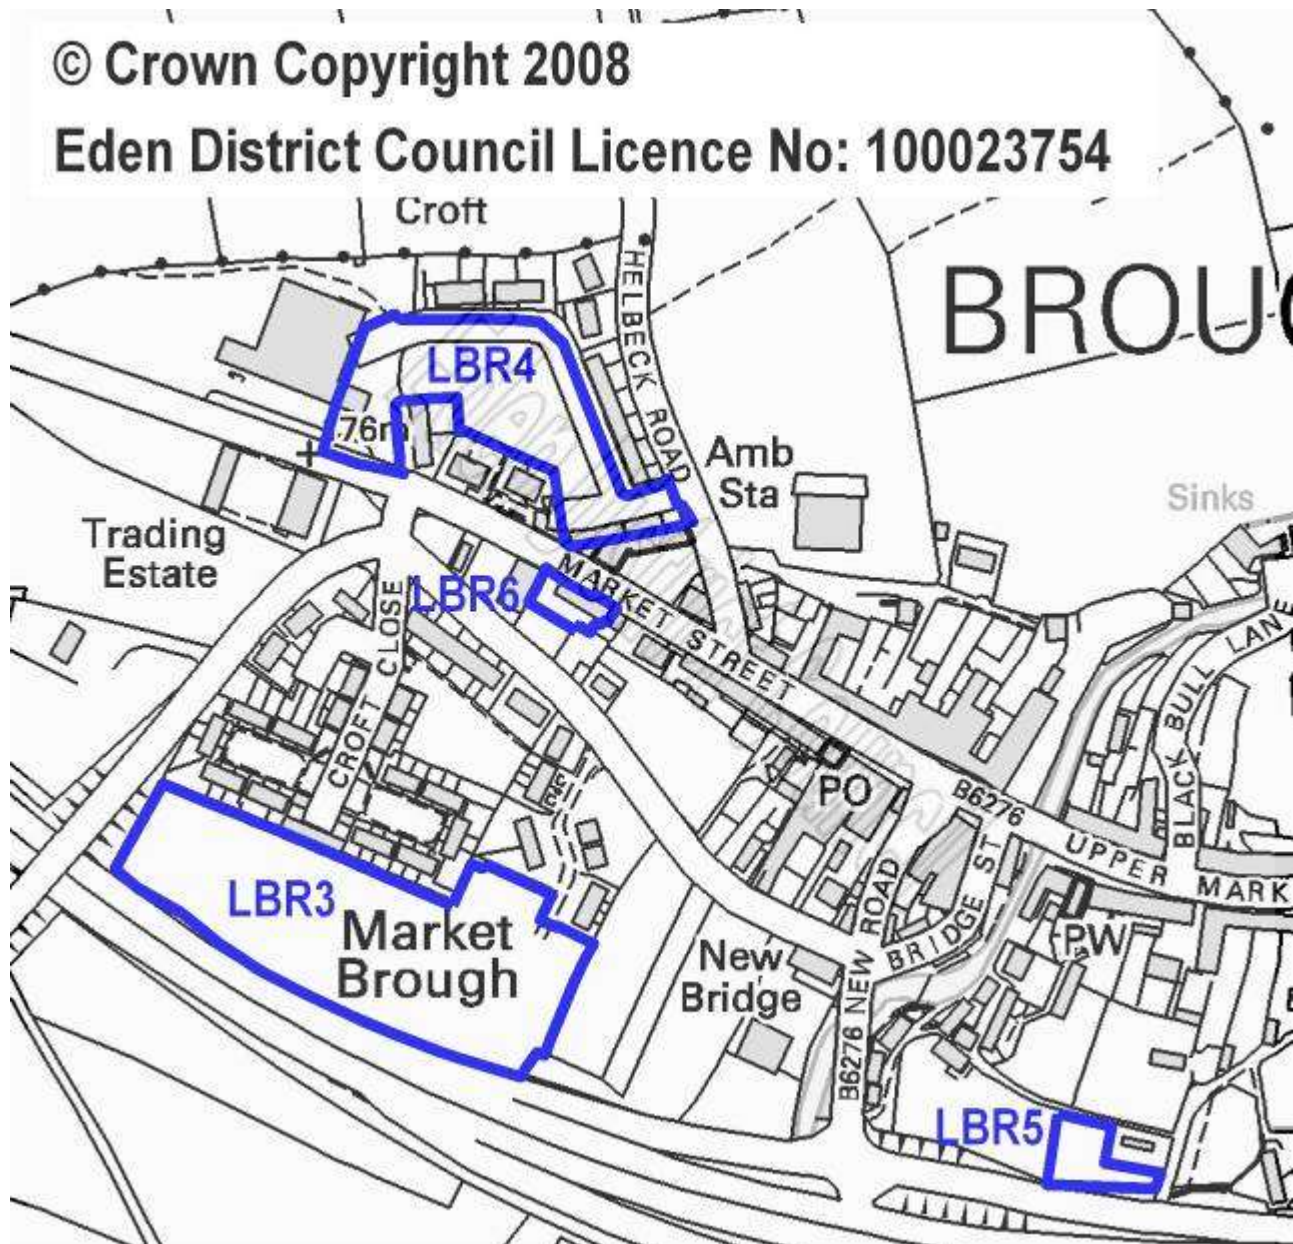 © Crown Copyright 2008
Eden District Council Licence No: 100023754
Croft
HELBECK ROAD
BROUG
LBR4
76m
Amb
Sta
Sinks
Trading
Estate
LBR6
MARKET STREET
CROFT CLOSE
BLACK BULL LANE
PO
B6276
UPPER MARK
LBR3
Market
Brough
New
Bridge
B6276 NEW ROAD
BRIDGE ST
PW
LBR5